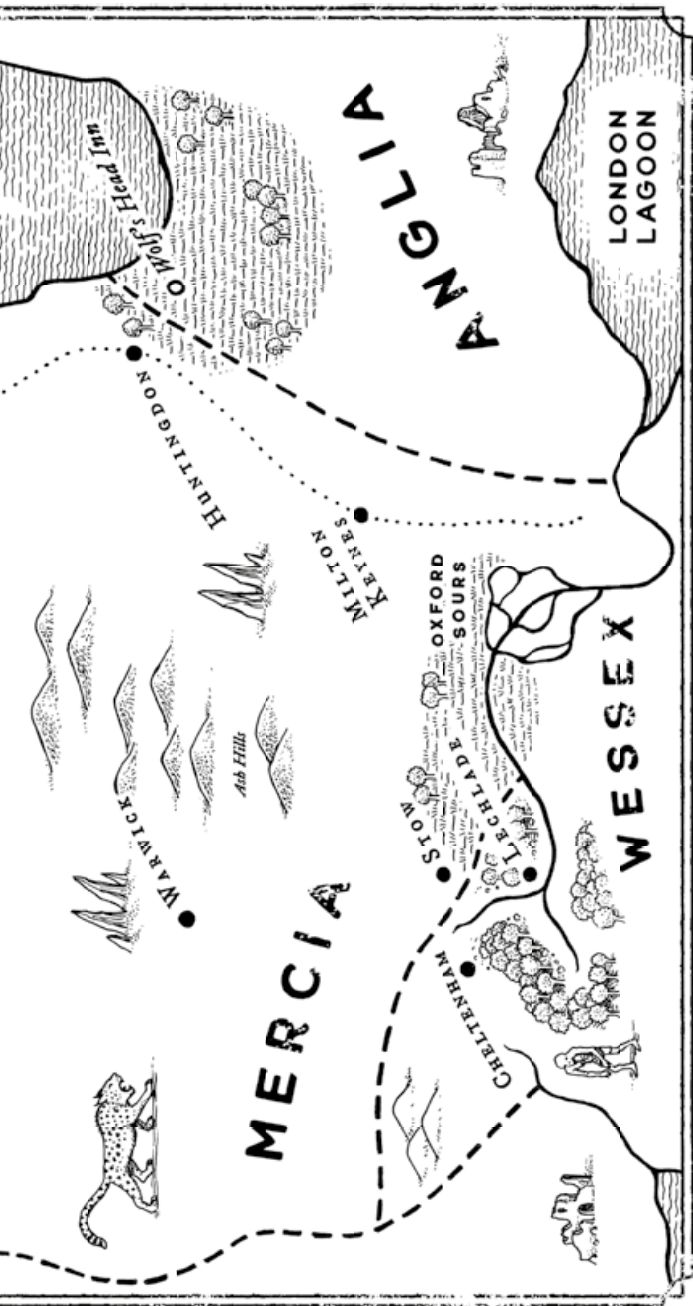 Wolf's Head Inn
ANGLIA
LONDON
LAGOON
HUNTINGDON
MILTON
KEYNES
OXFORD
SOURS
WESSEX
Ash Hills
STOW
LECHLADE
WARWICK
MERCIA
CHELTENHAM